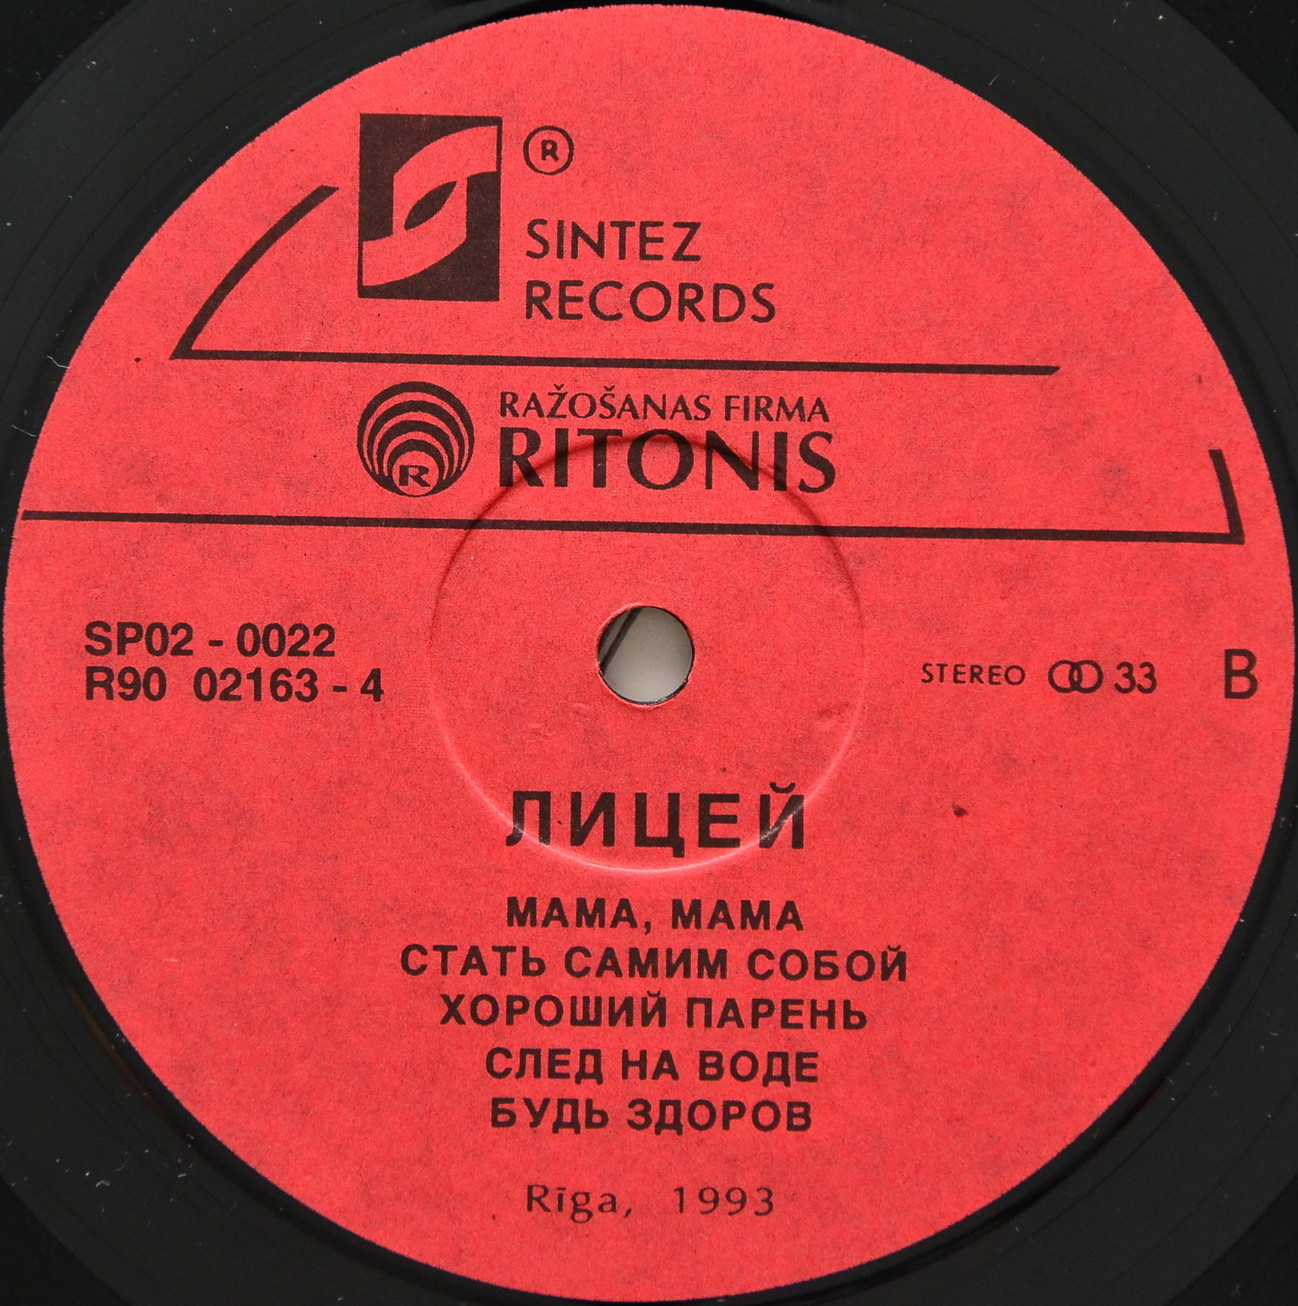 ®
SINTEZ
RECORDS
RAŽOŠANAS FIRMA
RITONIS
R
SP02 - 0022
R90 02163 - 4
STEREO 33
B
ЛИЦЕЙ
МАМА, МАМА
СТАТЬ САМИМ СОБОЙ
ХОРОШИЙ ПАРЕНЬ
СЛЕД НА ВОДЕ
БУДЬ ЗДОРОВ
Rīga, 1993